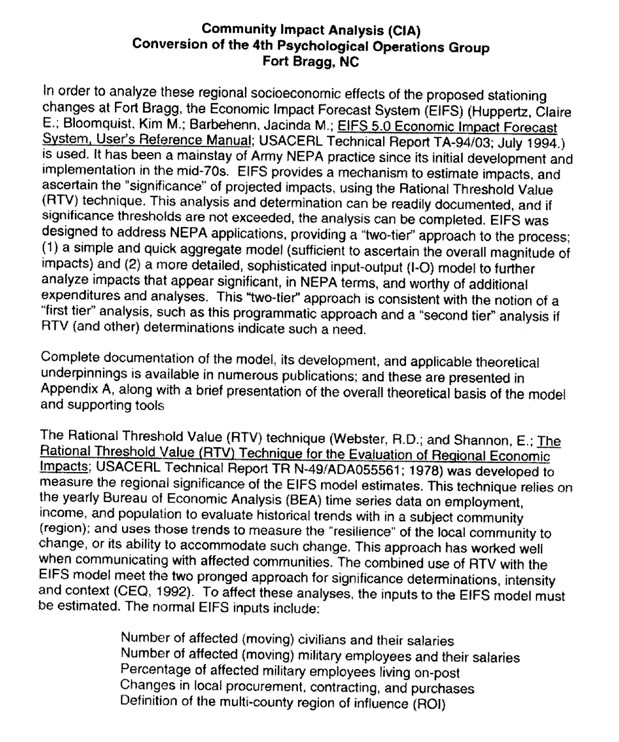 Community Impact Analysis (CIA)
Conversion of the 4th Psychological Operations Group
Fort Bragg, NC
In order to analyze these regional socioeconomic effects of the proposed stationing
changes at Fort Bragg, the Economic Impact Forecast System (EIFS) (Huppertz, Claire
E.; Bloomquist, Kim M.; Barbehenn, Jacinda M.; EIFS 5.0 Economic Impact Forecast
System, User's Reference Manual; USACERL Technical Report TA-94/03; July 1994.)
is used. It has been a mainstay of Army NEPA practice since its initial development and
implementation in the mid-70s. EIFS provides a mechanism to estimate impacts, and
ascertain the "significance" of projected impacts, using the Rational Threshold Value
(RTV) technique. This analysis and determination can be readily documented, and if
significance thresholds are not exceeded, the analysis can be completed. EIFS was
designed to address NEPA applications, providing a "two-tier" approach to the process;
(1) a simple and quick aggregate model (sufficient to ascertain the overall magnitude of
impacts) and (2) a more detailed, sophisticated input-output (I-O) model to further
analyze impacts that appear significant, in NEPA terms, and worthy of additional
expenditures and analyses. This "two-tier" approach is consistent with the notion of a
"first tier" analysis, such as this programmatic approach and a "second tier" analysis if
RTV (and other) determinations indicate such a need.
Complete documentation of the model, its development, and applicable theoretical
underpinnings is available in numerous publications; and these are presented in
Appendix A, along with a brief presentation of the overall theoretical basis of the model
and supporting tools
The Rational Threshold Value (RTV) technique (Webster, R.D.; and Shannon, E.; The
Rational Threshold Value (RTV) Technique for the Evaluation of Regional Economic
Impacts; USACERL Technical Report TR N-49/ADA055561; 1978) was developed to
measure the regional significance of the EIFS model estimates. This technique relies on
the yearly Bureau of Economic Analysis (BEA) time series data on employment,
income, and population to evaluate historical trends with in a subject community
(region); and uses those trends to measure the "resilience" of the local community to
change, or its ability to accommodate such change. This approach has worked well
when communicating with affected communities. The combined use of RTV with the
EIFS model meet the two pronged approach for significance determinations, intensity
and context (CEQ, 1992). To affect these analyses, the inputs to the EIFS model must
be estimated. The normal EIFS inputs include:
Number of affected (moving) civilians and their salaries
Number of affected (moving) military employees and their salaries
Percentage of affected military employees living on-post
Changes in local procurement, contracting, and purchases
Definition of the multi-county region of influence (ROI)